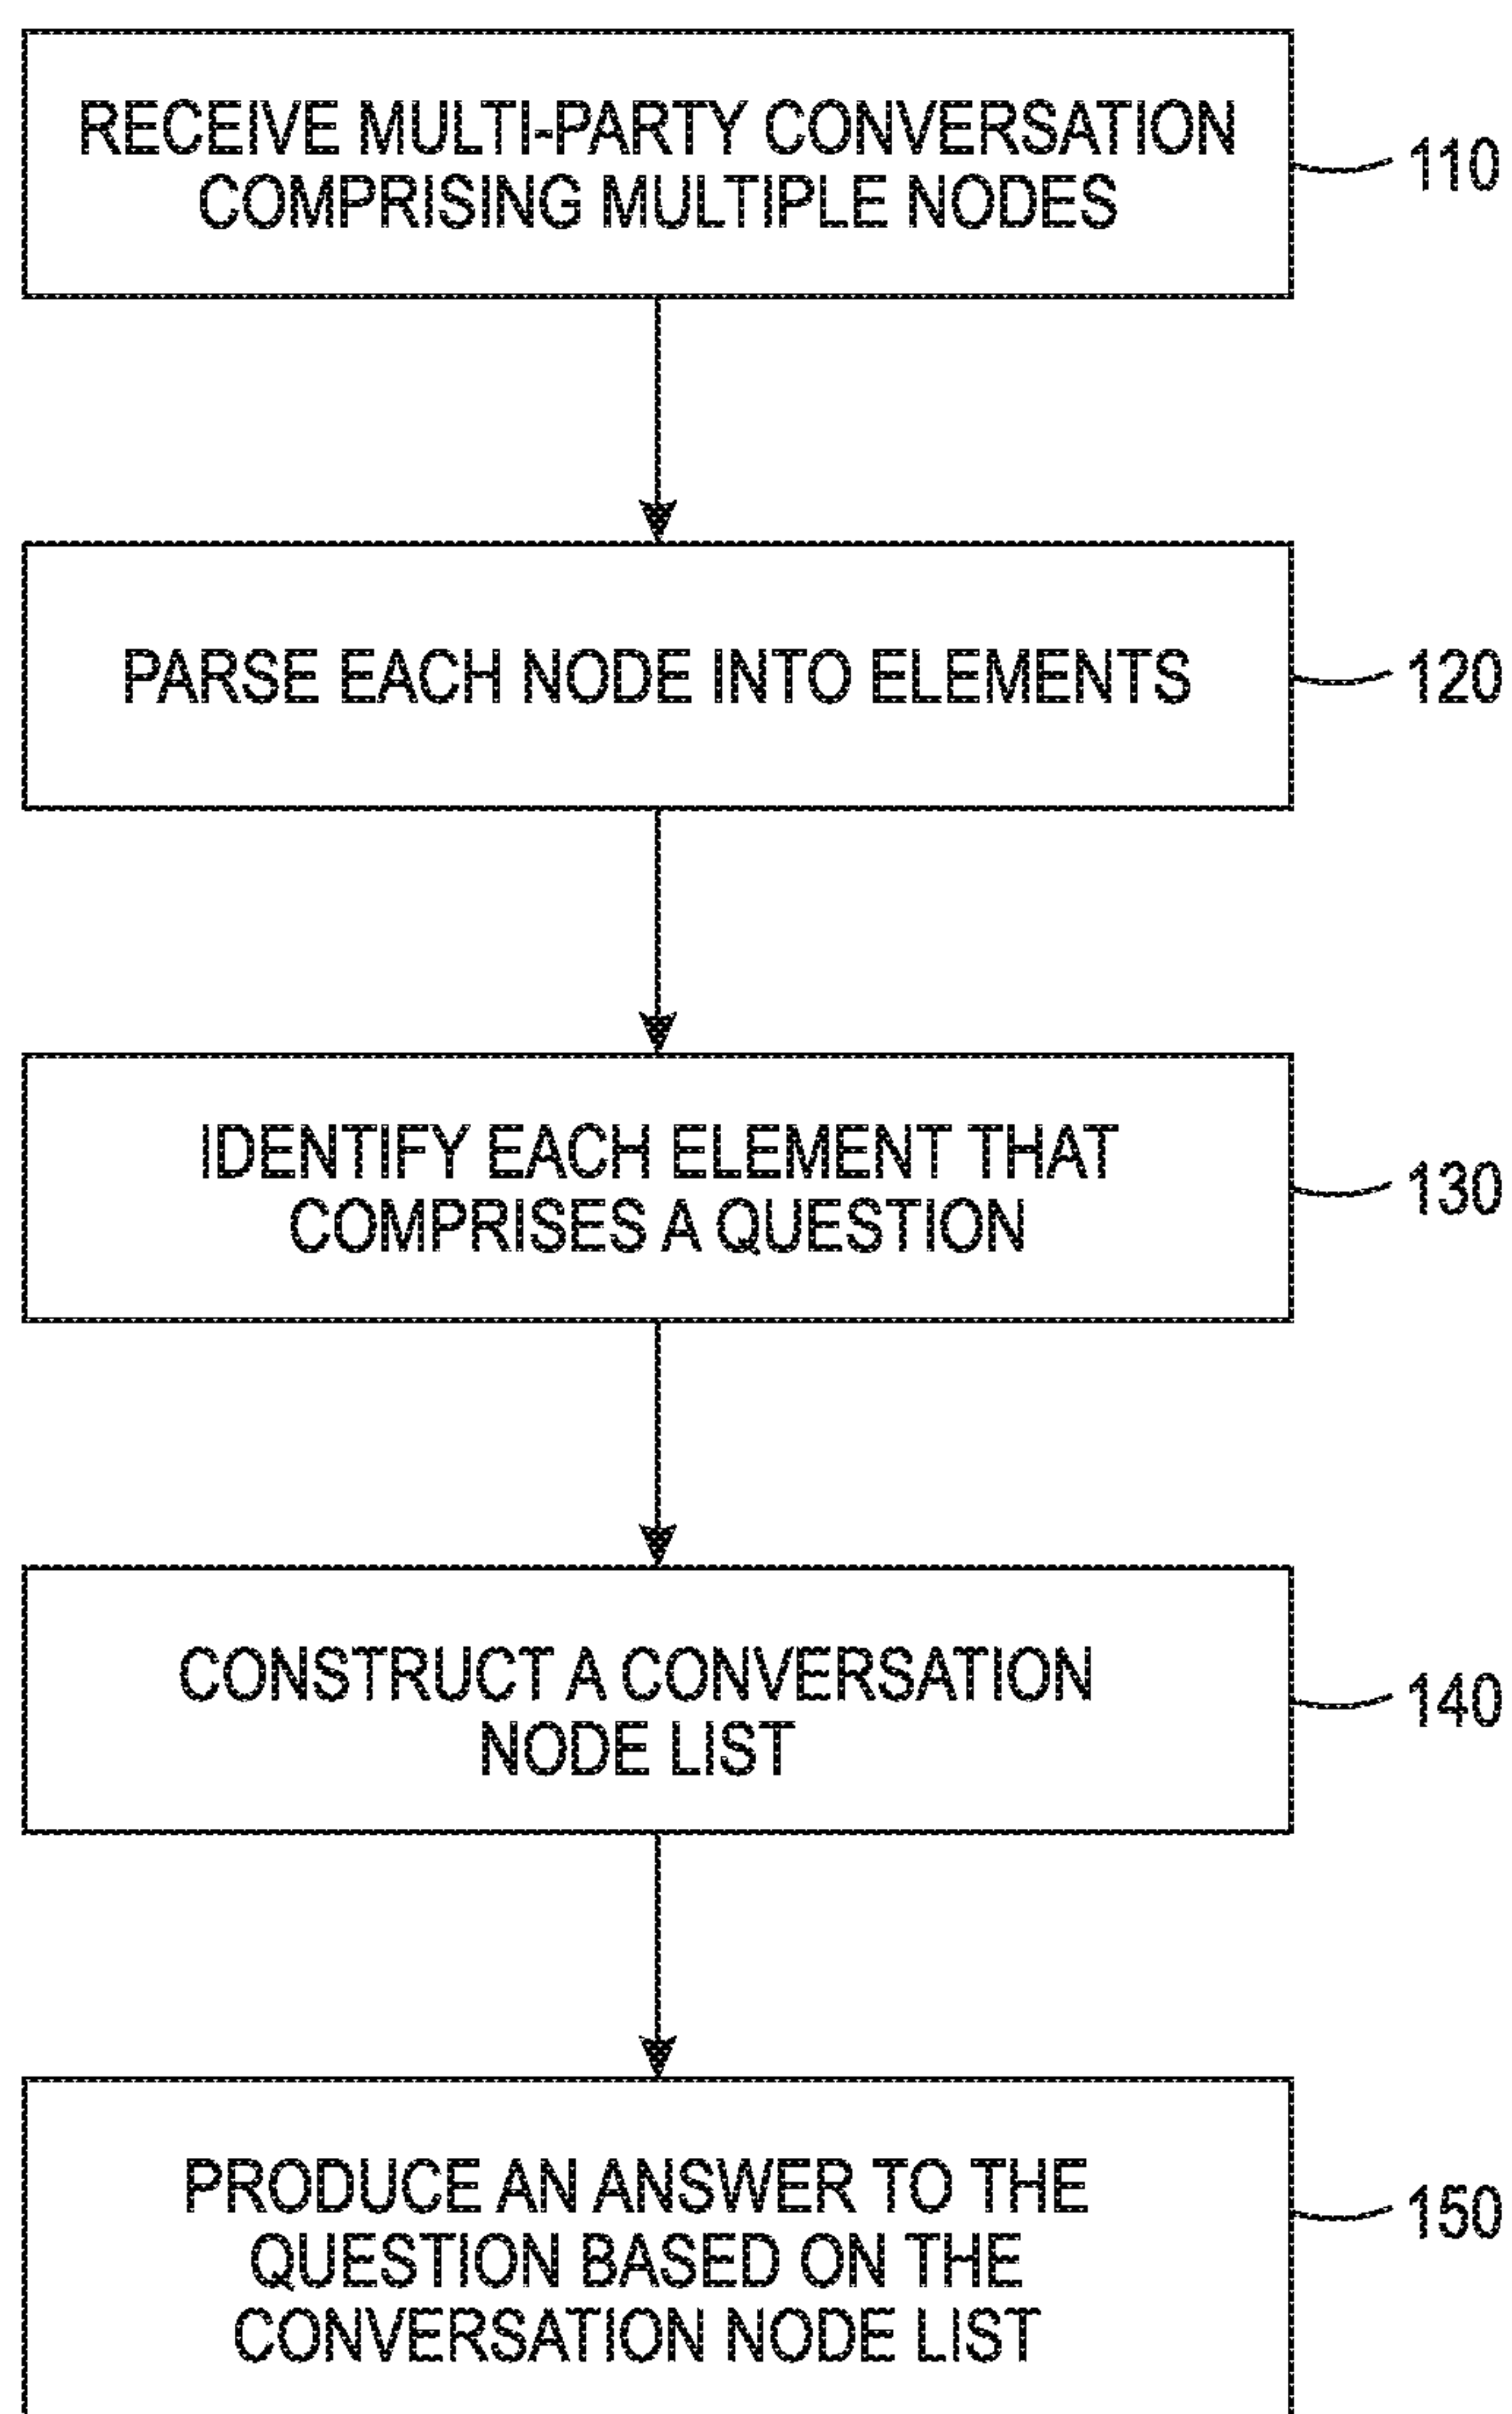 RECEIVE MULTI-PARTY CONVERSATION
COMPRISING MULTIPLE NODES
110
PARSE EACH NODE INTO ELEMENTS
120
IDENTIFY EACH ELEMENT THAT
COMPRISES A QUESTION
130
CONSTRUCT A CONVERSATION
NODE LIST
140
PRODUCE AN ANSWER TO THE
QUESTION BASED ON THE
CONVERSATION NODE LIST
150